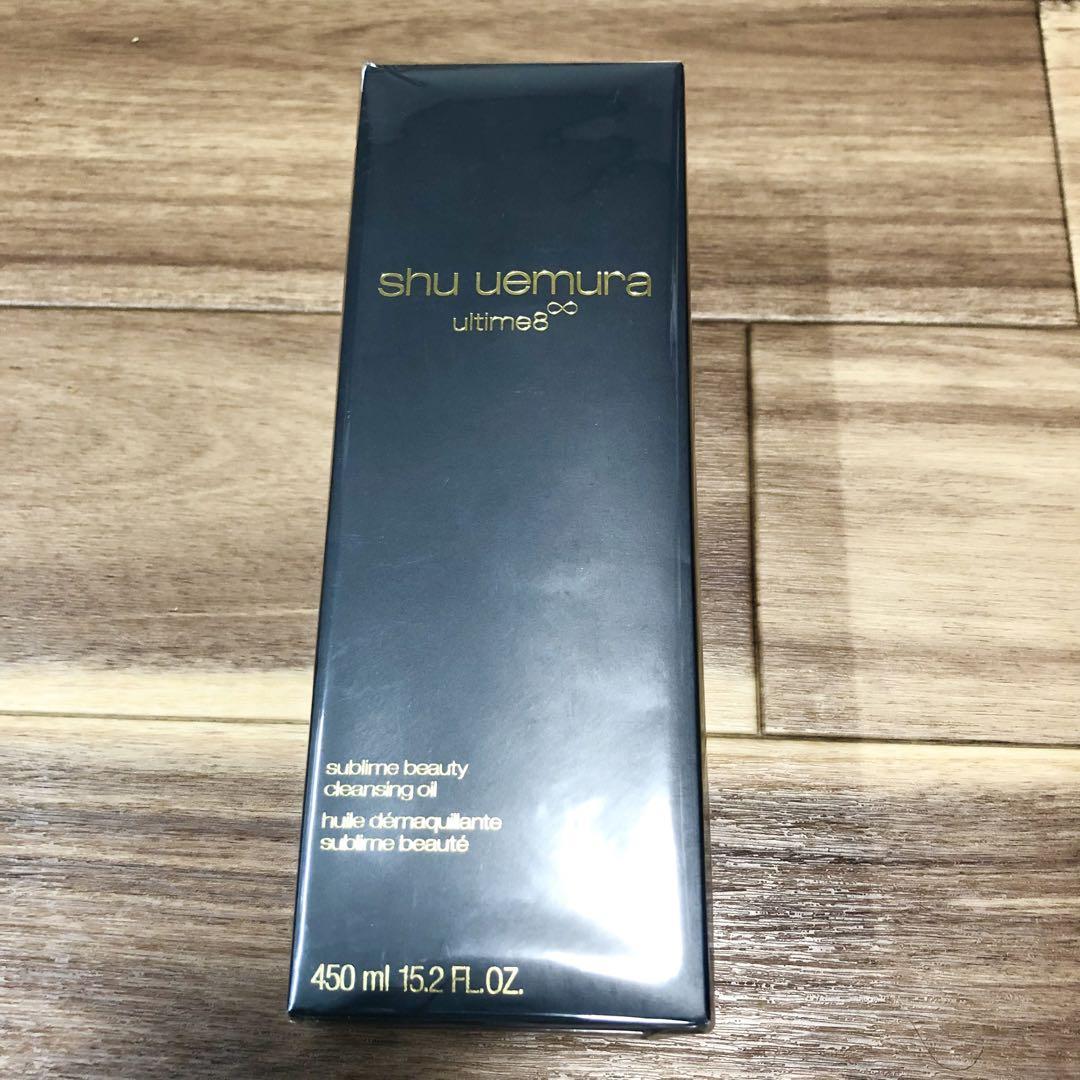 shu uemura
ultime8∞
sublime beauty
cleansing oil
huile démaquillante
sublime beauté
450 ml 15.2 FL.OZ.